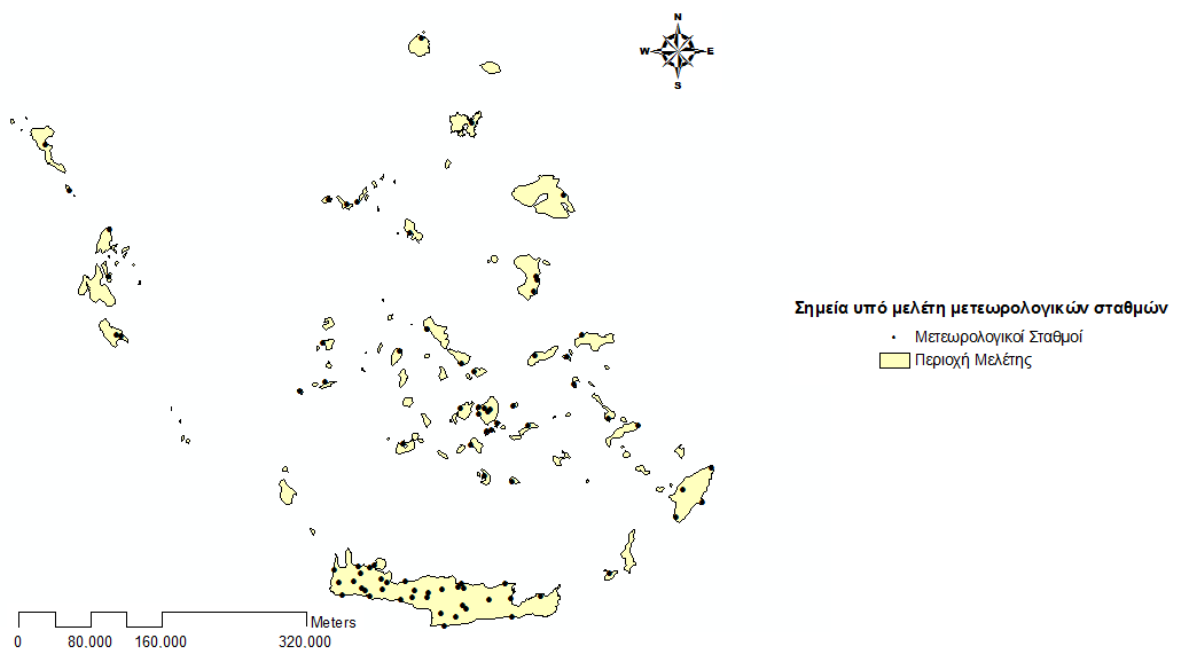 N
W E
S
Σημεία υπό μελέτη μετεωρολογικών σταθμών
Μετεωρολογικοί Σταθμοί
Περιοχή Μελέτης
Meters
0 80.000 160.000 320.000